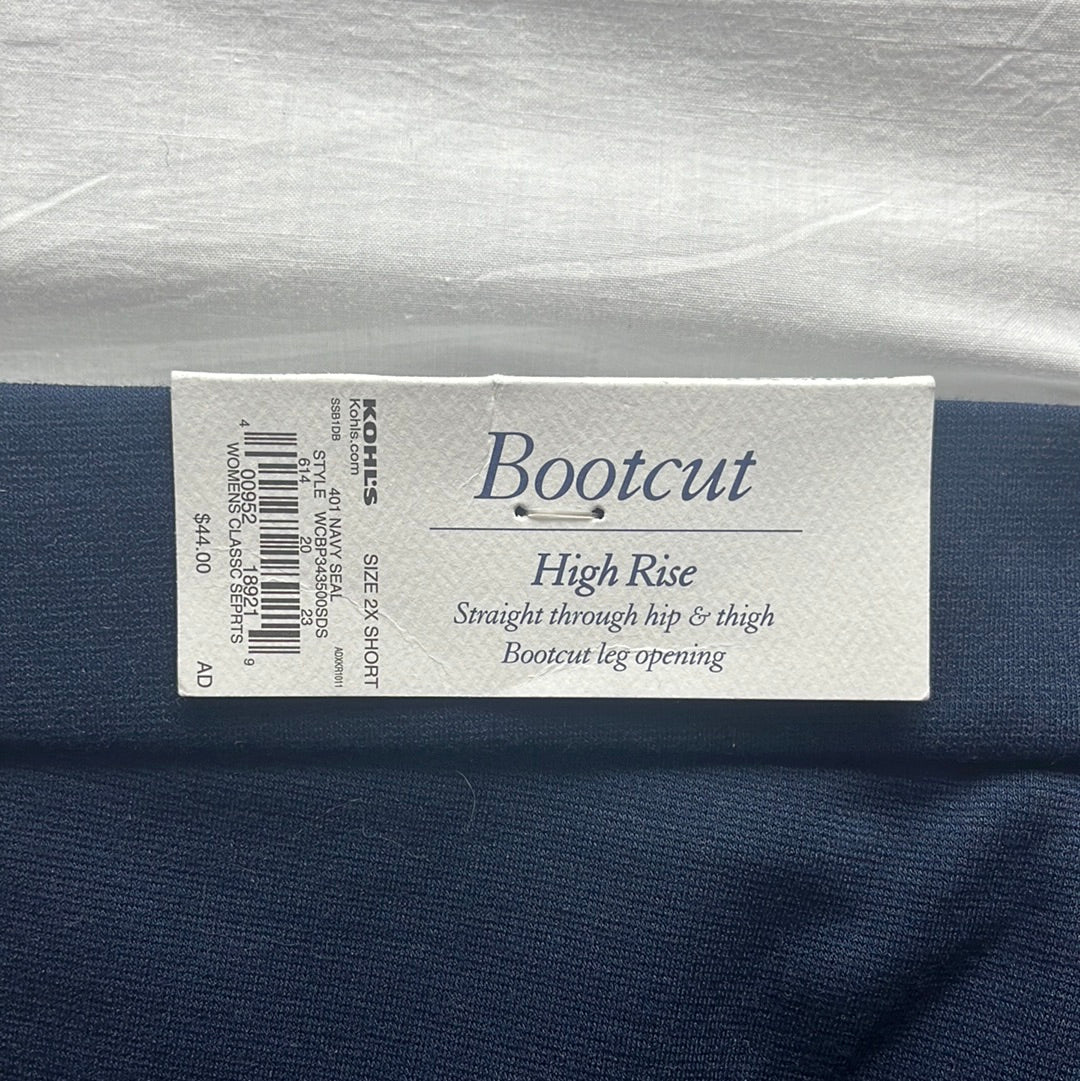 Bootcut
High Rise
Straight through hip & thigh
Bootcut leg opening
KOHL'S
SIZE 2X SHORT
Kohls.com
SSB1DB
401 NAVY SEAL
ADXXR1011
STYLE WCBP343500SDS
614 20 23
4 00952 18921 9
WOMENS CLASSC SEPRTS
$44.00 AD